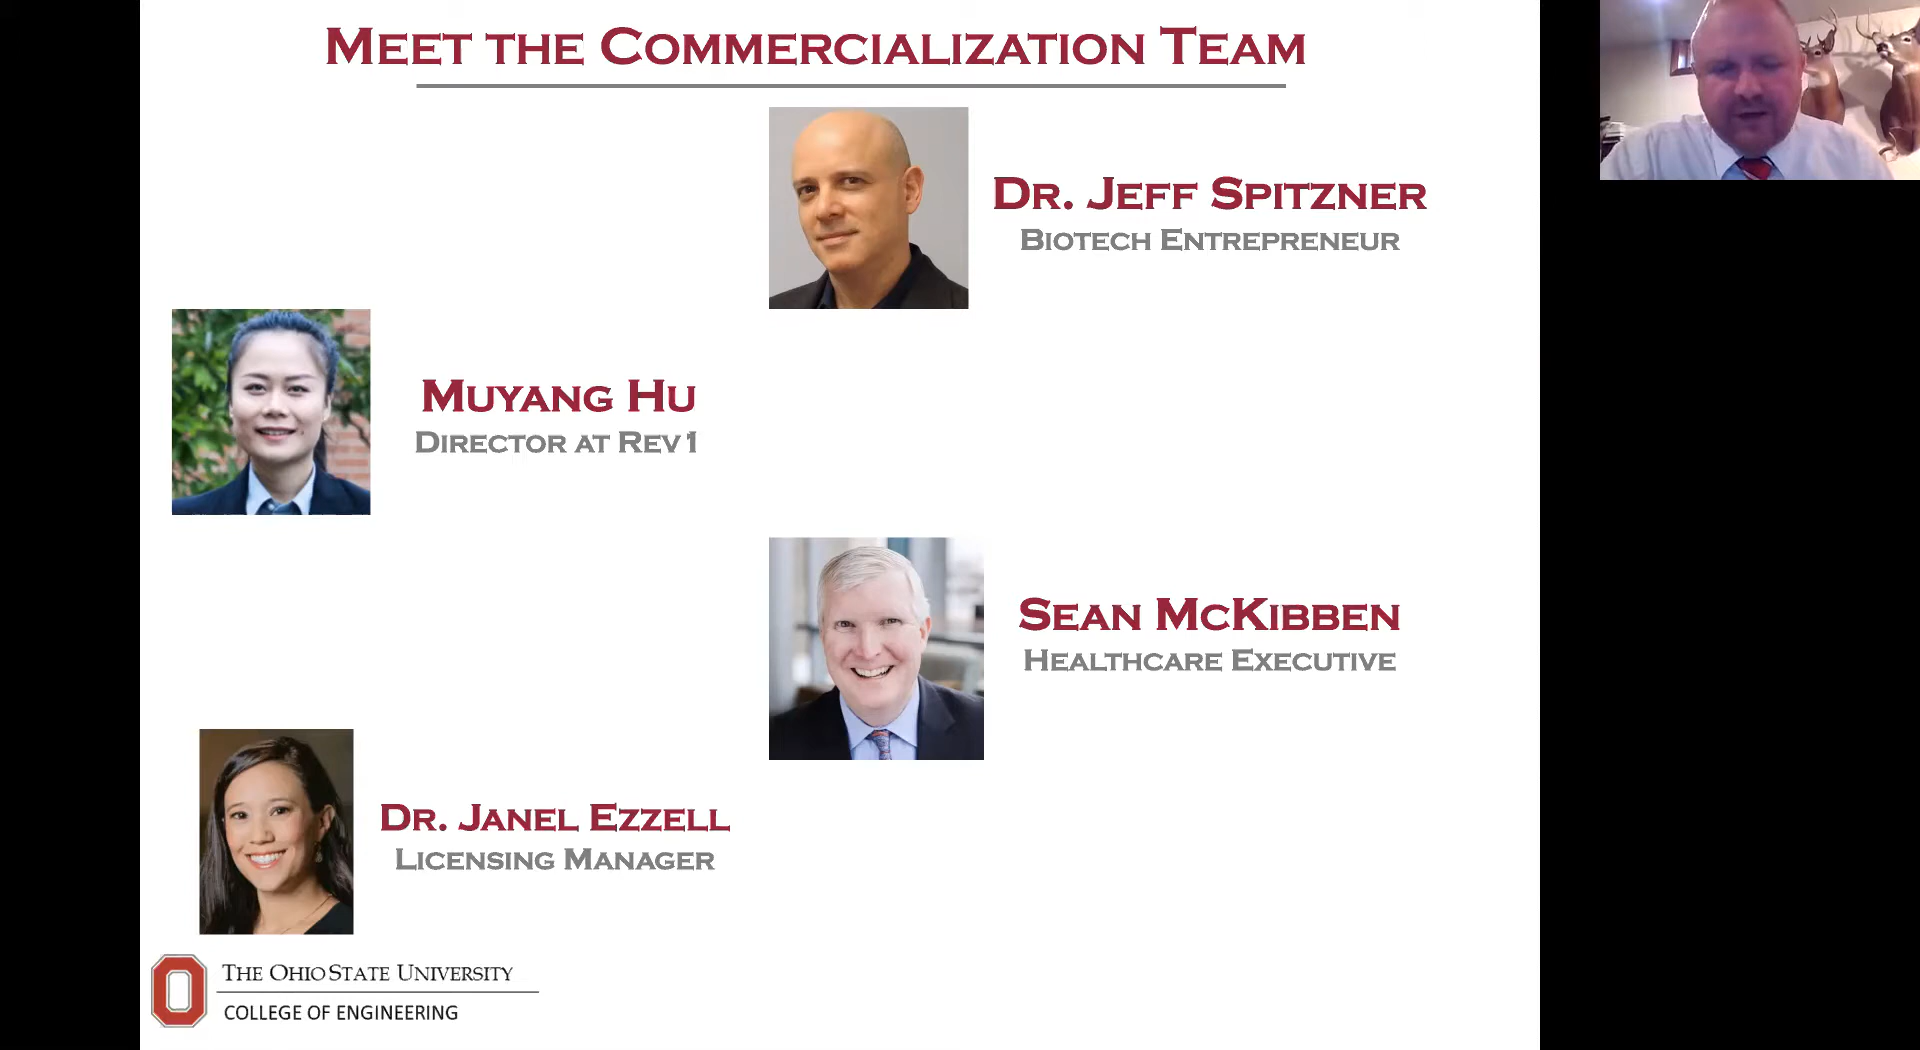 MEET THE COMMERCIALIZATION TEAM
DR. JEFF SPITZNER
BIOTECH ENTREPRENEUR
MUYANG HU
DIRECTOR AT REV1
SEAN MCKIBBEN
HEALTHCARE EXECUTIVE
DR. JANEL EZZELL
LICENSING MANAGER
THE OHIO STATE UNIVERSITY
COLLEGE OF ENGINEERING